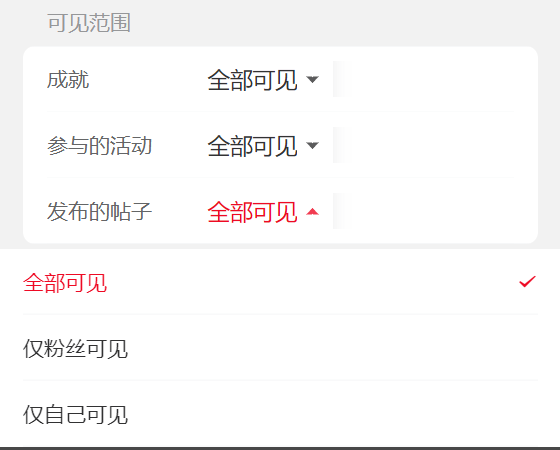 可见范围
成就 全部可见
参与的活动 全部可见
发布的帖子 全部可见
全部可见
仅粉丝可见
仅自己可见